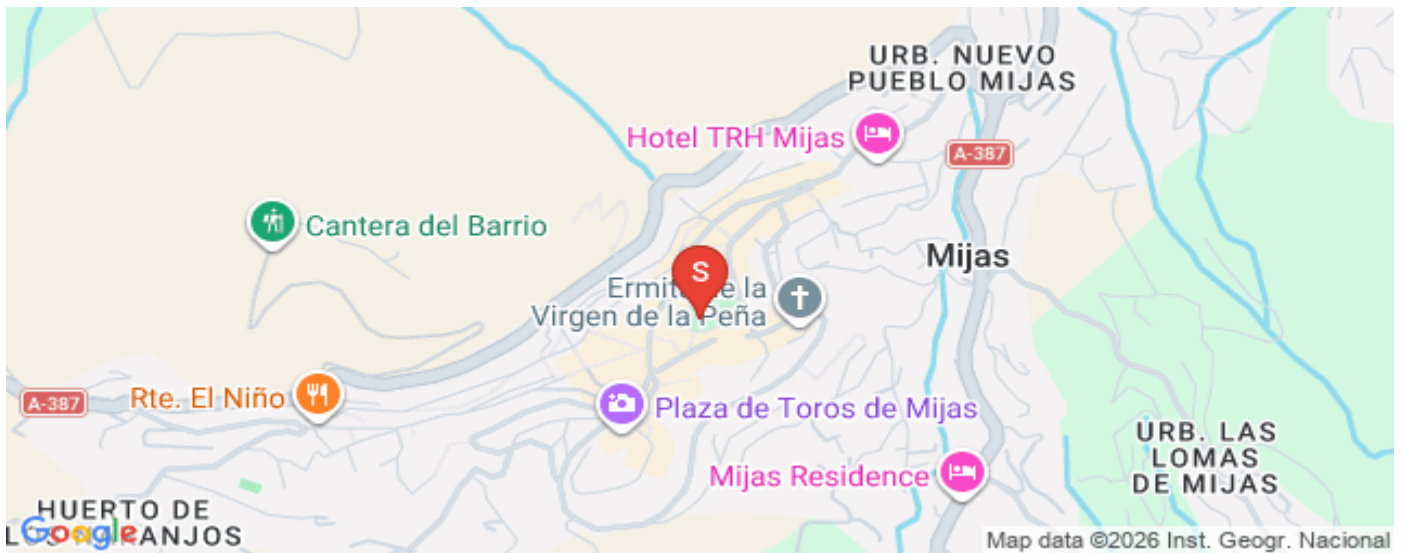 URB. NUEVO
PUEBLO MIJAS
Hotel TRH Mijas
A-387
Cantera del Barrio
Mijas
S
Ermita de la
Virgen de la Peña
A-387
Rte. El Niño
Plaza de Toros de Mijas
URB. LAS
LOMAS
DE MIJAS
Mijas Residence
HUERTO DE
Google
ANJOS
Map data ©2026 Inst. Geogr. Nacional